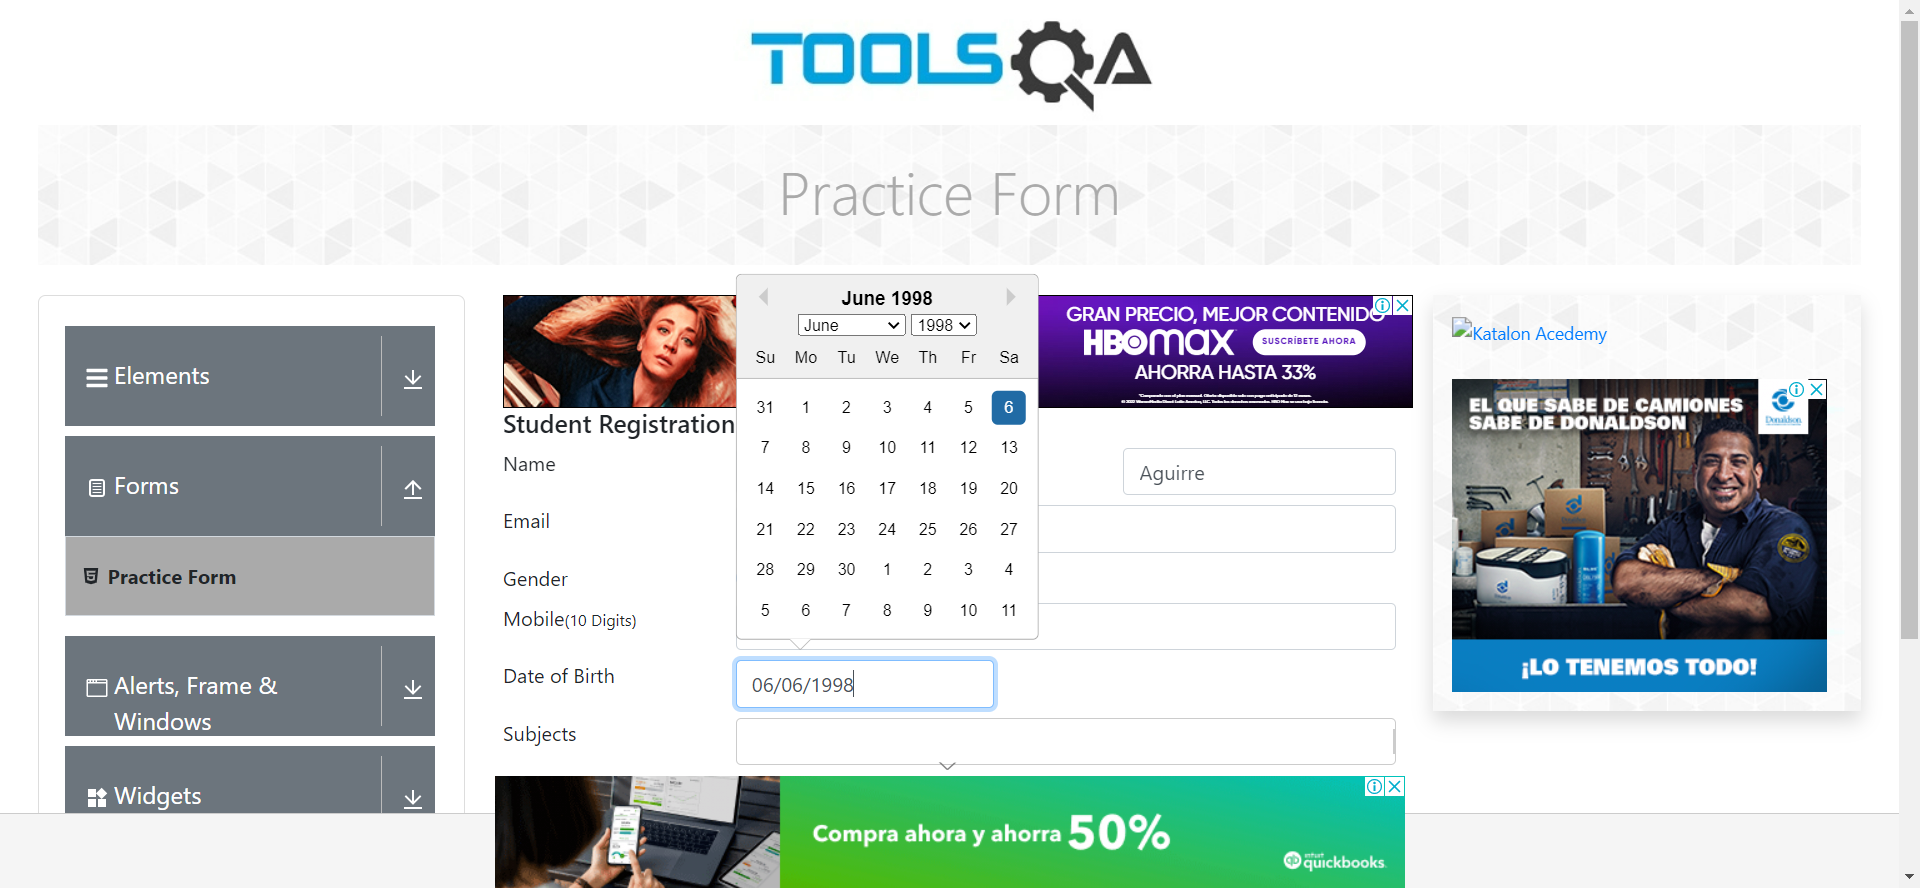 TOOLSQA
Practice Form
Elements
Forms
Practice Form
Alerts, Frame &
Windows
Widgets
GRAN PRECIO, MEJOR CONTENIDO
HBOmax
SUSCRÍBETE AHORA
AHORRA HASTA 33%
Student Registration
Name
Aguirre
Email
Gender
Mobile(10 Digits)
Date of Birth
06/06/1998
Subjects
June 1998
June 1998
Su Mo Tu We Th Fr Sa
31 1 2 3 4 5 6
7 8 9 10 11 12 13
14 15 16 17 18 19 20
21 22 23 24 25 26 27
28 29 30 1 2 3 4
5 6 7 8 9 10 11
Katalon Acedemy
EL QUE SABE DE CAMIONES
SABE DE DONALDSON
Donaldson
¡LO TENEMOS TODO!
Compra ahora y ahorra 50%
intuit
quickbooks.